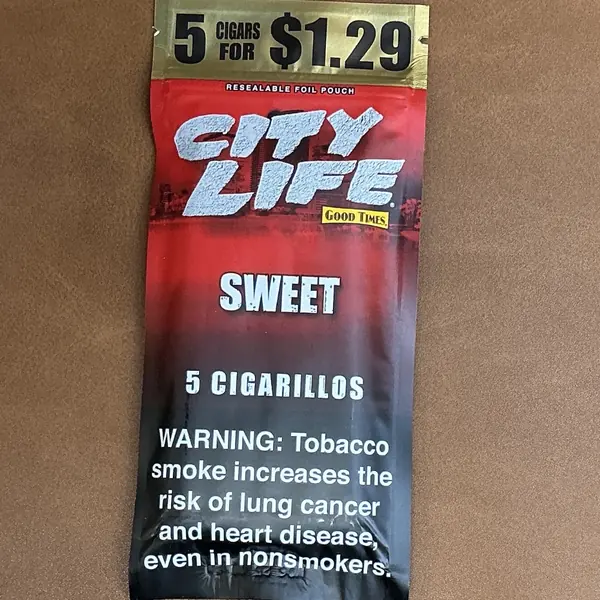 5 CIGARS FOR $1.29
RESEALABLE FOIL POUCH
CITY
LIFE®
GOOD TIMES.
SWEET
5 CIGARILLOS
WARNING: Tobacco
smoke increases the
risk of lung cancer
and heart disease,
even in nonsmokers.